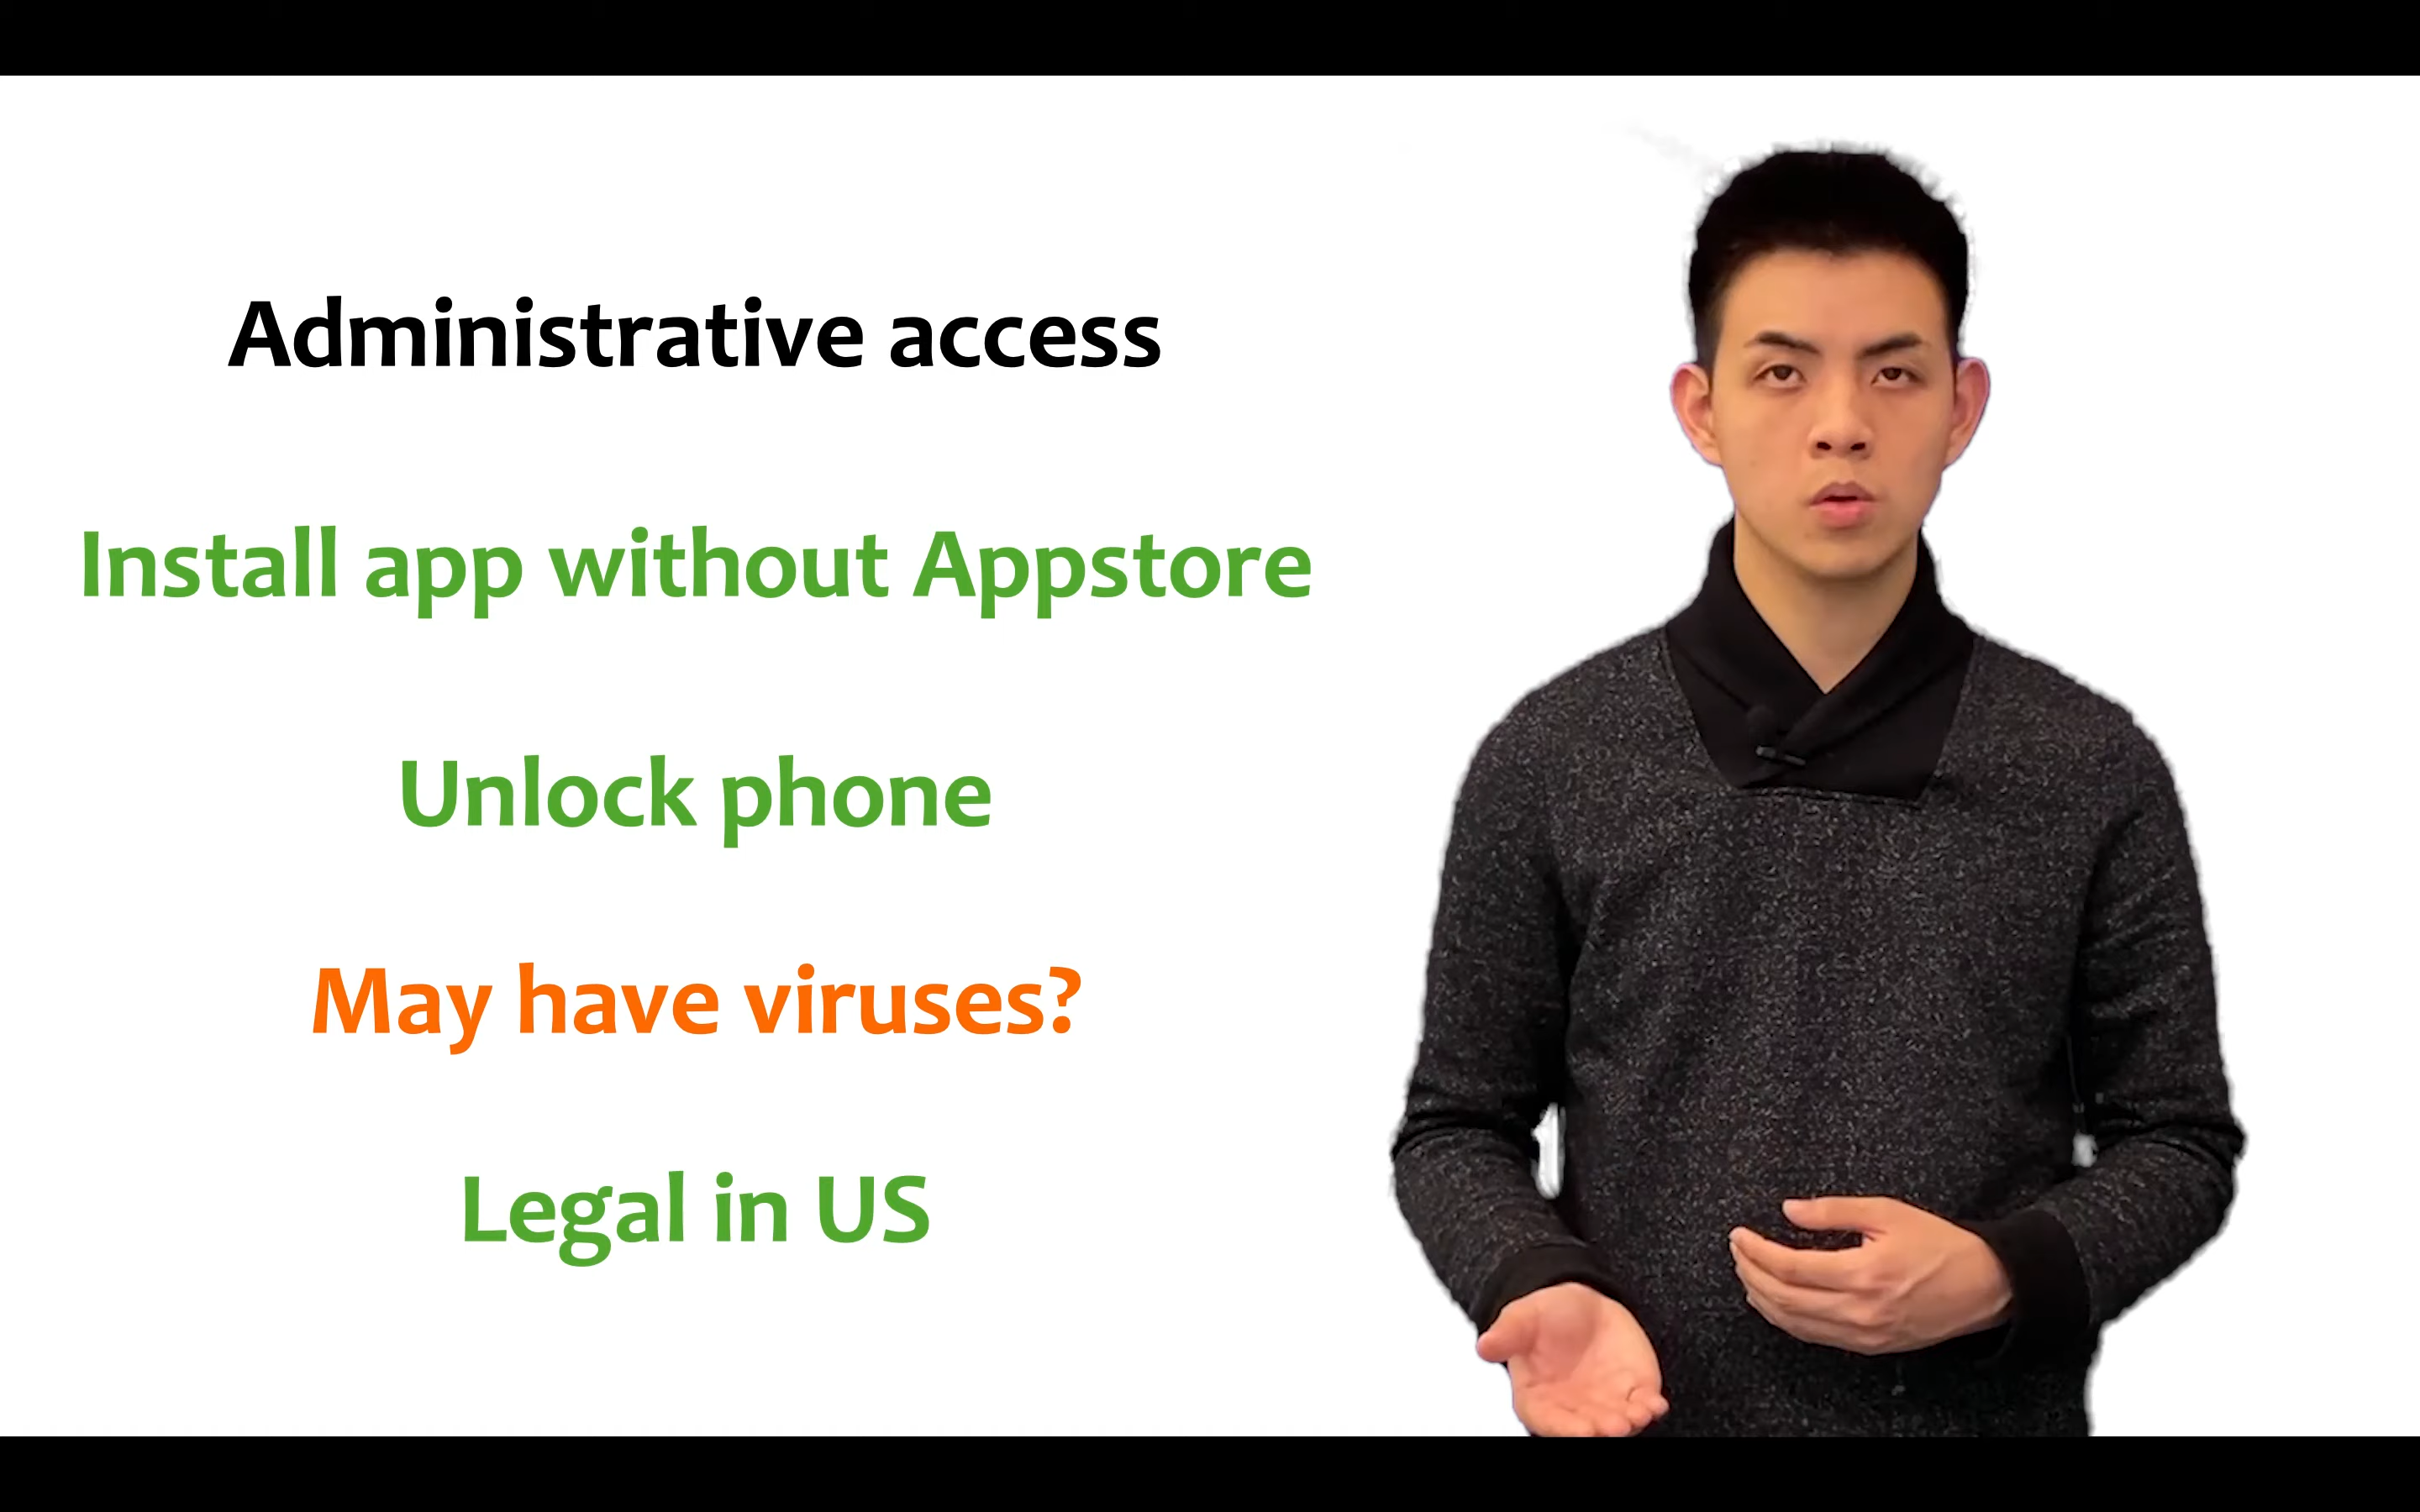 Administrative access
Install app without Appstore
Unlock phone
May have viruses?
Legal in US